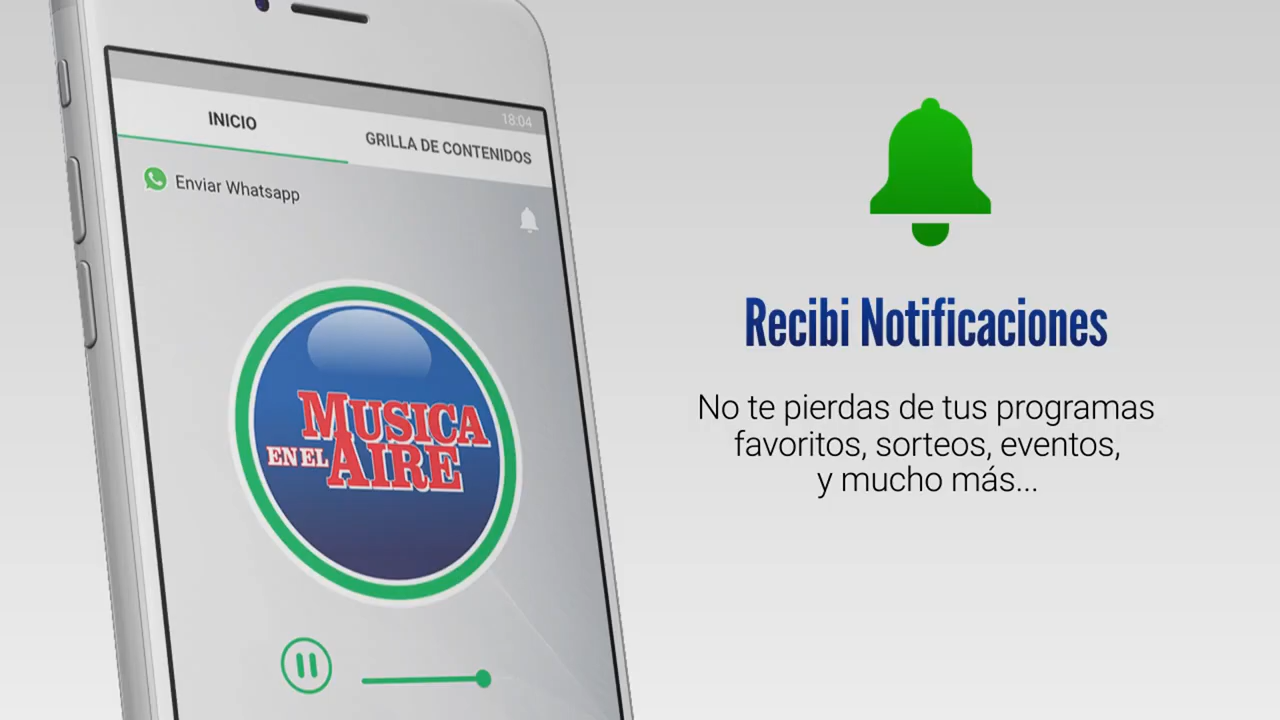 18:04
INICIO
GRILLA DE CONTENIDOS
Enviar Whatsapp
MUSICA
EN EL AIRE
Recibi Notificaciones
No te pierdas de tus programas
favoritos, sorteos, eventos,
y mucho más...